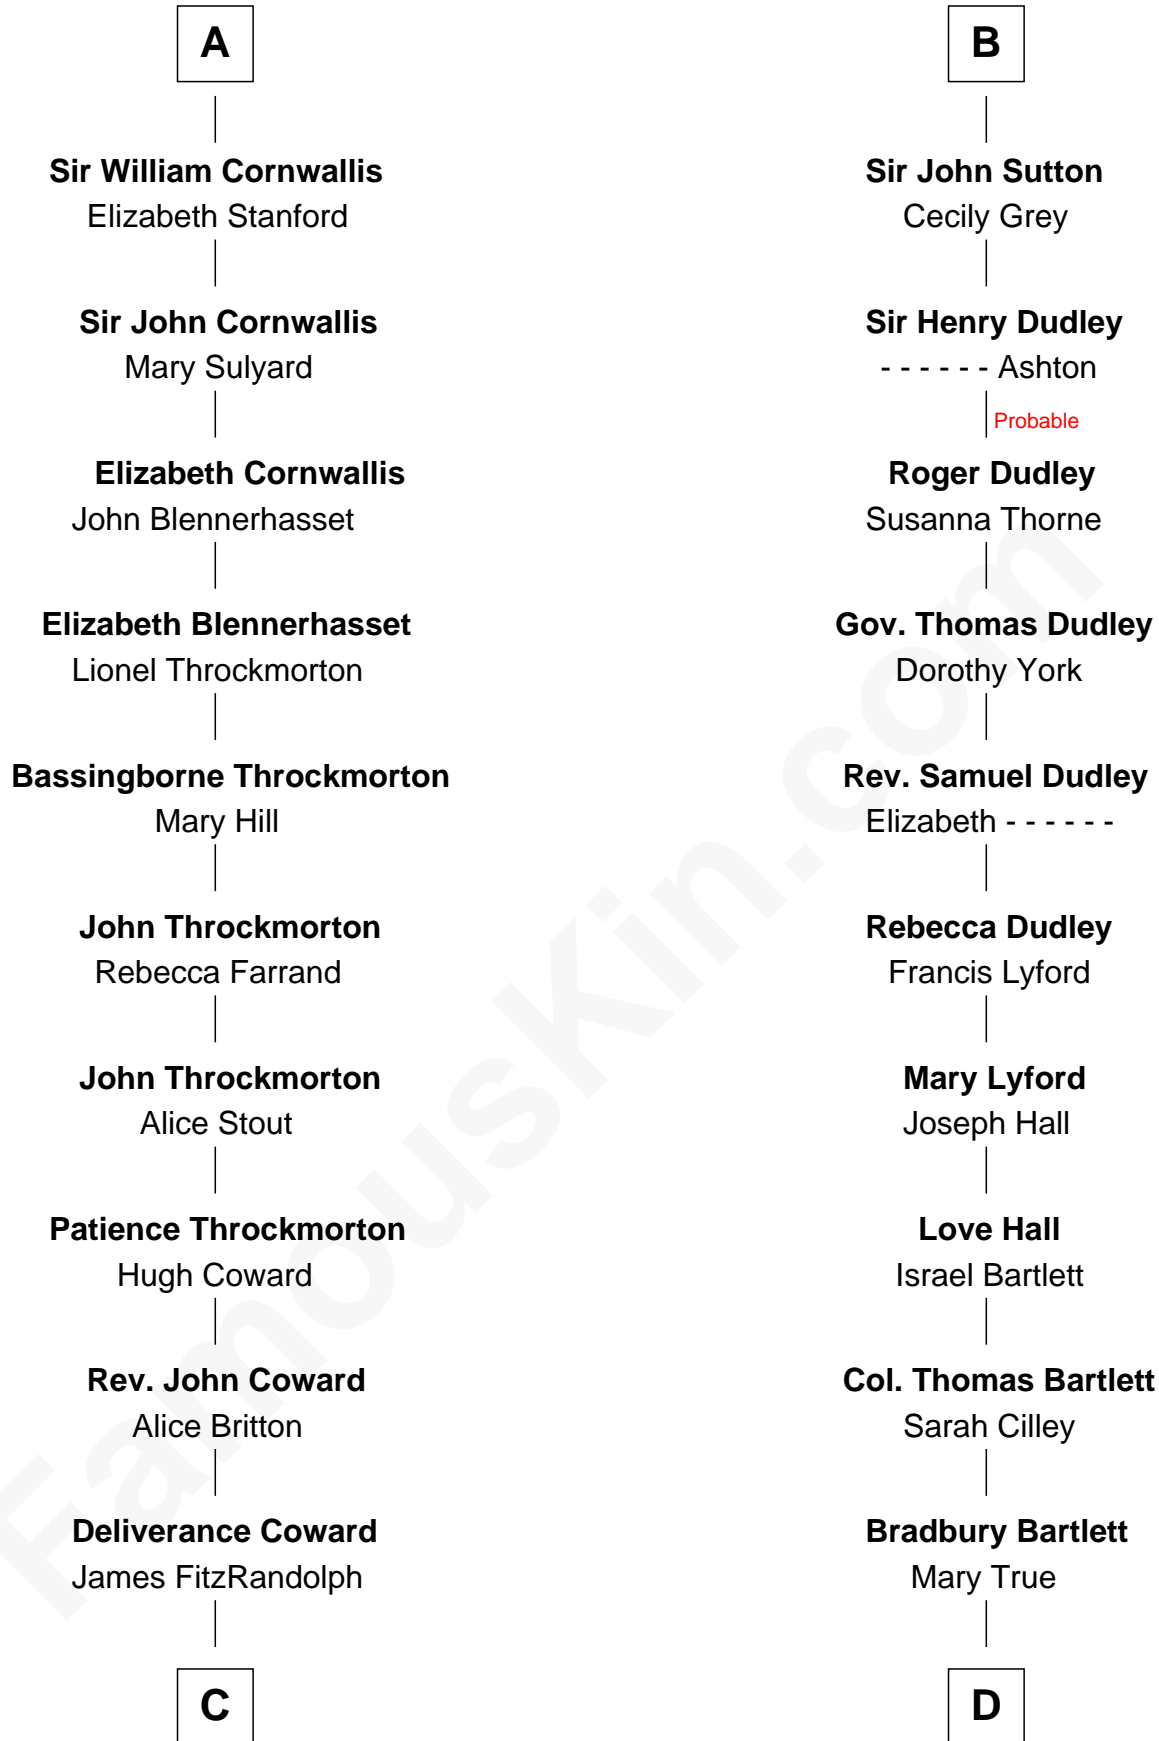 A
Sir William Cornwallis
Elizabeth Stanford
Sir John Cornwallis
Mary Sulyard
Elizabeth Cornwallis
John Blennerhasset
Elizabeth Blennerhasset
Lionel Throckmorton
Bassingborne Throckmorton
Mary Hill
John Throckmorton
Rebecca Farrand
John Throckmorton
Alice Stout
Patience Throckmorton
Hugh Coward
Rev. John Coward
Alice Britton
Deliverance Coward
James FitzRandolph
C
B
Sir John Sutton
Cecily Grey
Sir Henry Dudley
- - - - - - Ashton
Probable
Roger Dudley
Susanna Thorne
Gov. Thomas Dudley
Dorothy York
Rev. Samuel Dudley
Elizabeth - - - - - -
Rebecca Dudley
Francis Lyford
Mary Lyford
Joseph Hall
Love Hall
Israel Bartlett
Col. Thomas Bartlett
Sarah Cilley
Bradbury Bartlett
Mary True
D
FamousKin.com